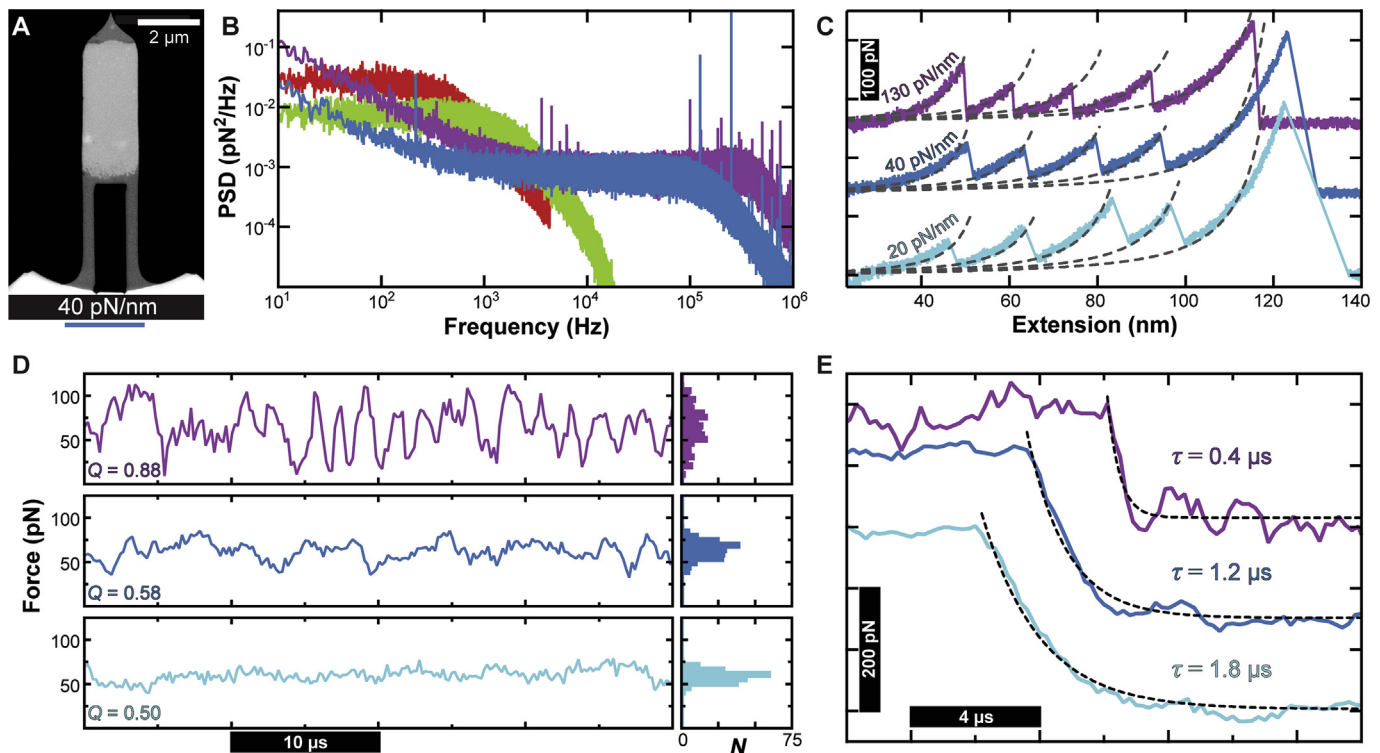 A
2 µm
40 pN/nm
B
PSD (pN²/Hz)
10⁻¹
10⁻²
10⁻³
10⁻⁴
10¹ 10² 10³ 10⁴ 10⁵ 10⁶
Frequency (Hz)
C
100 pN
130 pN/nm
40 pN/nm
20 pN/nm
40 60 80 100 120 140
Extension (nm)
D
Force (pN)
100
50
Q = 0.88
100
50
Q = 0.58
100
50
Q = 0.50
10 µs
0 N 75
E
τ = 0.4 µs
τ = 1.2 µs
τ = 1.8 µs
200 pN
4 µs